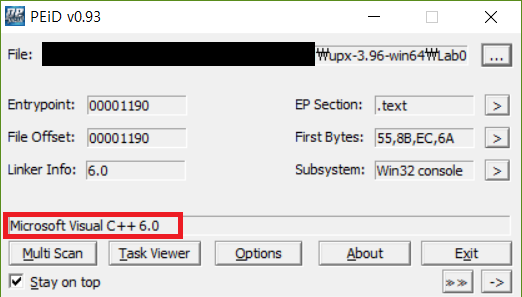 PEiD v0.93
File: ₩upx-3.96-win64₩Lab0 ...
Entrypoint: 00001190 EP Section: .text >
File Offset: 00001190 First Bytes: 55,8B,EC,6A >
Linker Info: 6.0 Subsystem: Win32 console >
Microsoft Visual C++ 6.0
Multi Scan Task Viewer Options About Exit
Stay on top >> ->